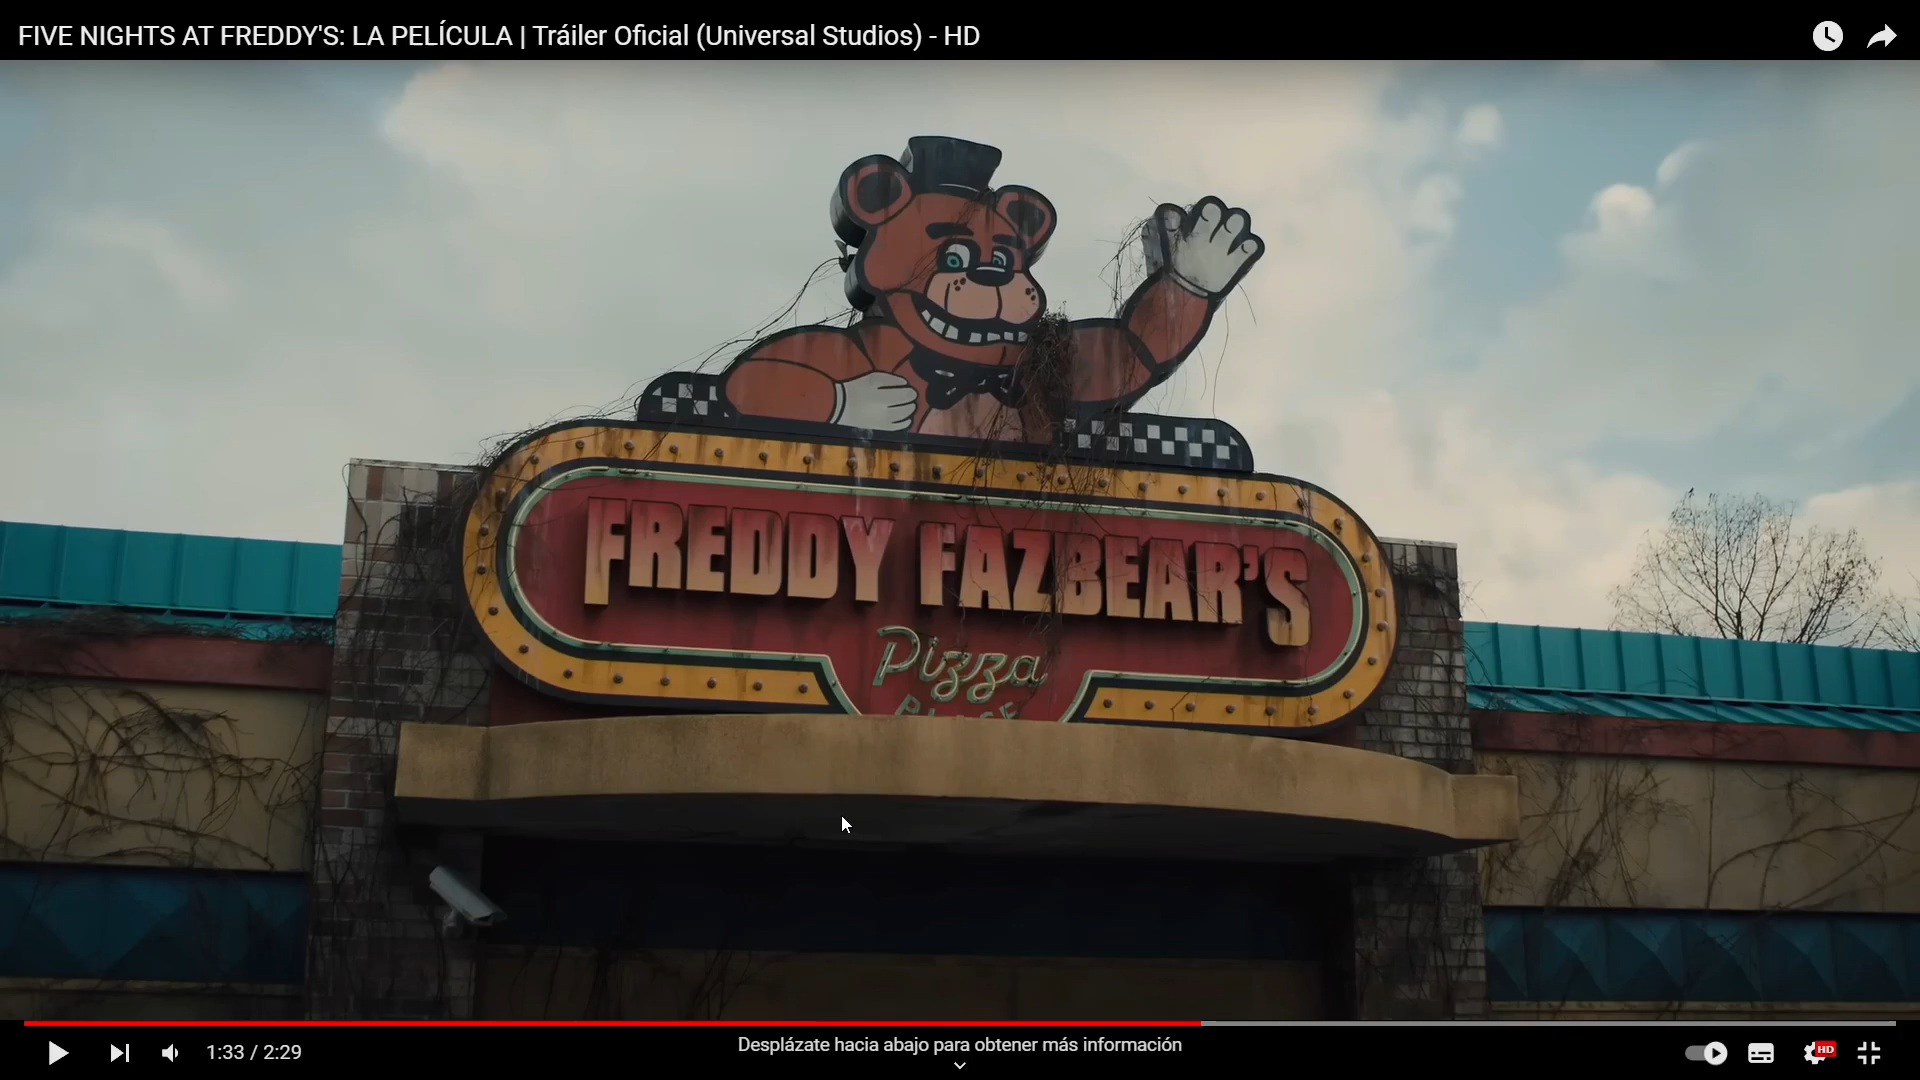 FIVE NIGHTS AT FREDDY'S: LA PELÍCULA | Tráiler Oficial (Universal Studios) - HD
FREDDY FAZBEAR'S
Pizza
1:33 / 2:29
Desplázate hacia abajo para obtener más información
HD